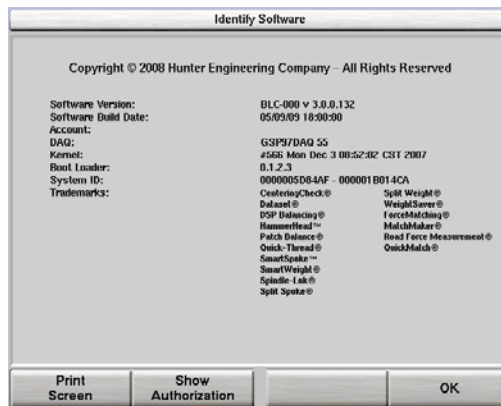 Identify Software
Copyright © 2008 Hunter Engineering Company – All Rights Reserved
Software Version: BLC-000 v 3.0.0.132
Software Build Date: 05/09/09 18:00:00
Account:
DAQ: GSP97DAQ 55
Kernel: #566 Mon Dec 3 08:52:02 CST 2007
Boot Loader: 0.1.2.3
System ID: 0000005D84AF - 000001B014CA
Trademarks: CenteringCheck® Split Weight®
Dataset® WeightSaver®
DSP Balancing® ForceMatching®
HammerHead™ MatchMaker®
Patch Balance® Road Force Measurement®
Quick-Thread® QuickMatch®
SmartSpoke™
SmartWeight®
Spindle-Lok®
Split Spoke®
Print Screen
Show Authorization
OK